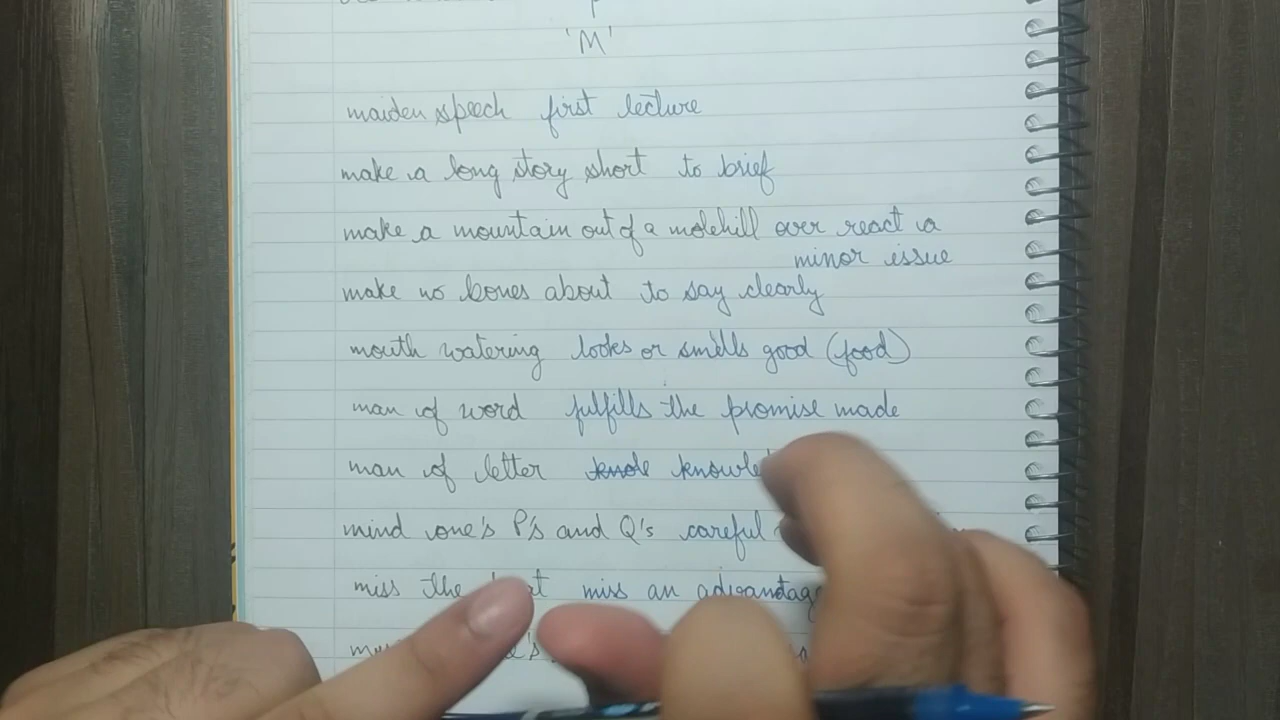 'M'
maiden speech first lecture
make a long story short to brief
make a mountain out of a molehill over react a
minor issue
make no bones about to say clearly
mouth watering looks or smells good (food)
man of word fulfills the promise made
man of letter
mind one's P's and Q's careful
miss the miss an